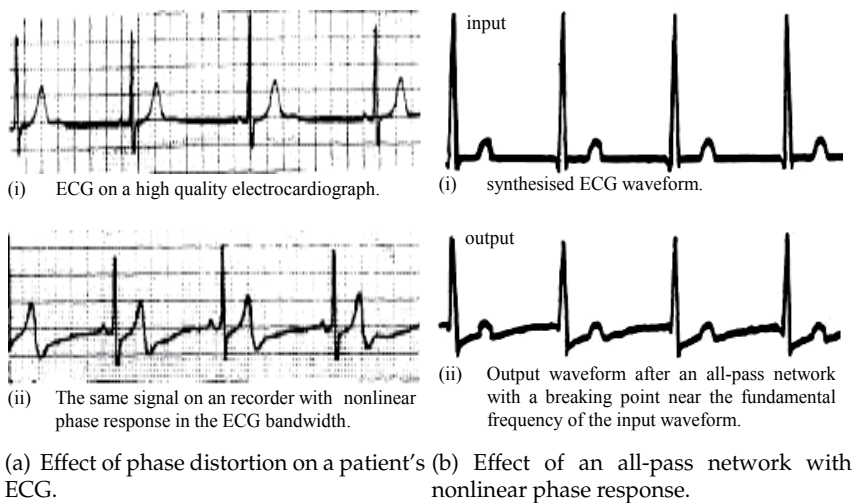 (i) ECG on a high quality electrocardiograph.
(ii) The same signal on an recorder with nonlinear
phase response in the ECG bandwidth.
(a) Effect of phase distortion on a patient's
ECG.
input
(i) synthesised ECG waveform.
output
(ii) Output waveform after an all-pass network
with a breaking point near the fundamental
frequency of the input waveform.
(b) Effect of an all-pass network with
nonlinear phase response.